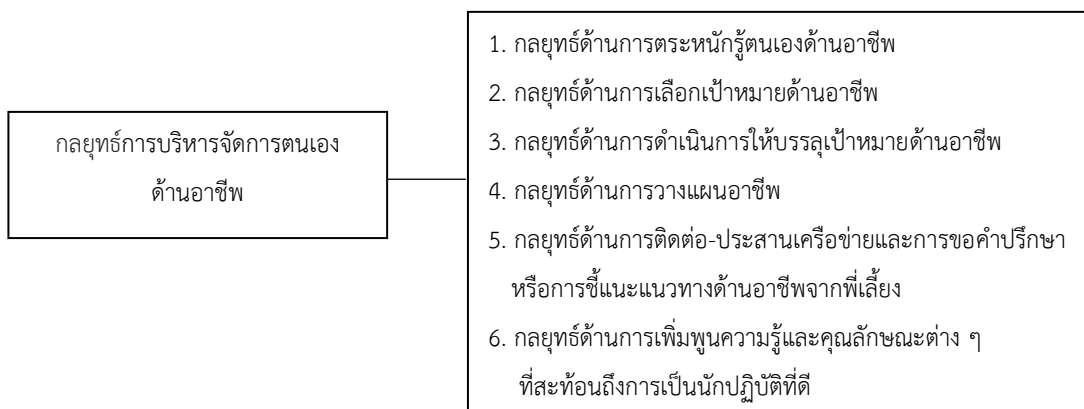 กลยุทธ์การบริหารจัดการตนเอง
ด้านอาชีพ
1. กลยุทธ์ด้านการตระหนักรู้ตนเองด้านอาชีพ
2. กลยุทธ์ด้านการเลือกเป้าหมายด้านอาชีพ
3. กลยุทธ์ด้านการดำเนินการให้บรรลุเป้าหมายด้านอาชีพ
4. กลยุทธ์ด้านการวางแผนอาชีพ
5. กลยุทธ์ด้านการติดต่อ-ประสานเครือข่ายและการขอคำปรึกษา
หรือการชี้แนะแนวทางด้านอาชีพจากพี่เลี้ยง
6. กลยุทธ์ด้านการเพิ่มพูนความรู้และคุณลักษณะต่าง ๆ
ที่สะท้อนถึงการเป็นนักปฏิบัติที่ดี